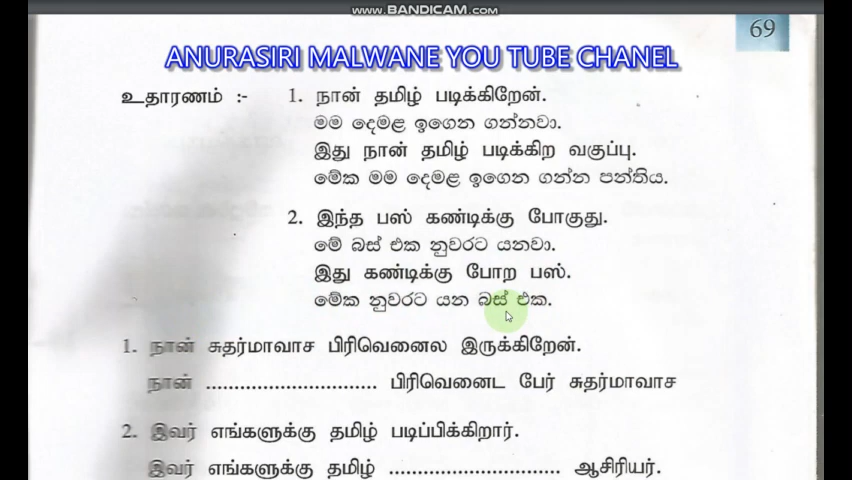 www.BANDICAM.com
69
ANURASIRI MALWANE YOU TUBE CHANEL
உதாரணம் :- 1. நான் தமிழ் படிக்கிறேன்.
මම දෙමළ ඉගෙන ගන්නවා.
இது நான் தமிழ் படிக்கிற வகுப்பு.
මේක මම දෙමළ ඉගෙන ගන්න පන්තිය.
2. இந்த பஸ் கண்டிக்கு போகுது.
මේ බස් එක නුවරට යනවා.
இது கண்டிக்கு போற பஸ்.
මේක නුවරට යන බස් එක.
1. நான் சுதர்மாவாச பிரிவெனைல இருக்கிறேன்.
நான் ................................ பிரிவெனைட பேர் சுதர்மாவாச
2. இவர் எங்களுக்கு தமிழ் படிப்பிக்கிறார்.
இவர் எங்களுக்கு தமிழ் ................................ ஆசிரியர்.